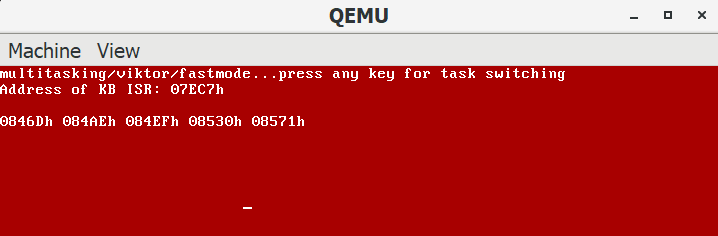 QEMU
Machine View
multitasking/viktor/fastmode...press any key for task switching
Address of KB ISR: 07EC7h
0846Dh 084AEh 084EFh 08530h 08571h